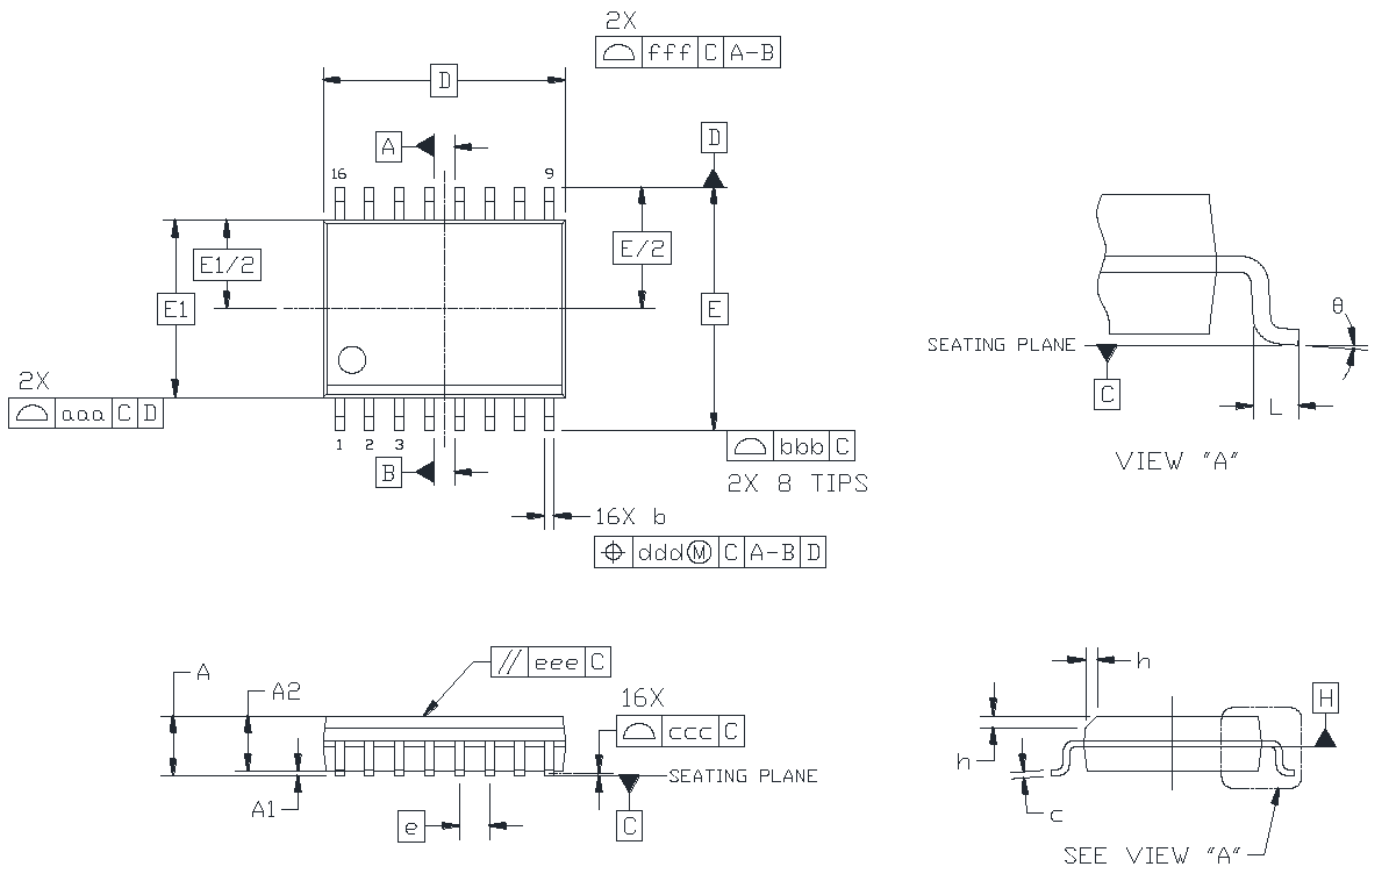 2X
fff C A-B
D
A
D
16 9
E/2
E1/2
E1
E
θ
SEATING PLANE
C
L
2X
aaa C D
1 2 3
B
bbb C
2X 8 TIPS
VIEW "A"
16X b
⌖ ddd Ⓜ C A-B D
// eee C
h
A
A2
16X
ccc C
H
SEATING PLANE
h
A1
C
e
c
SEE VIEW "A"